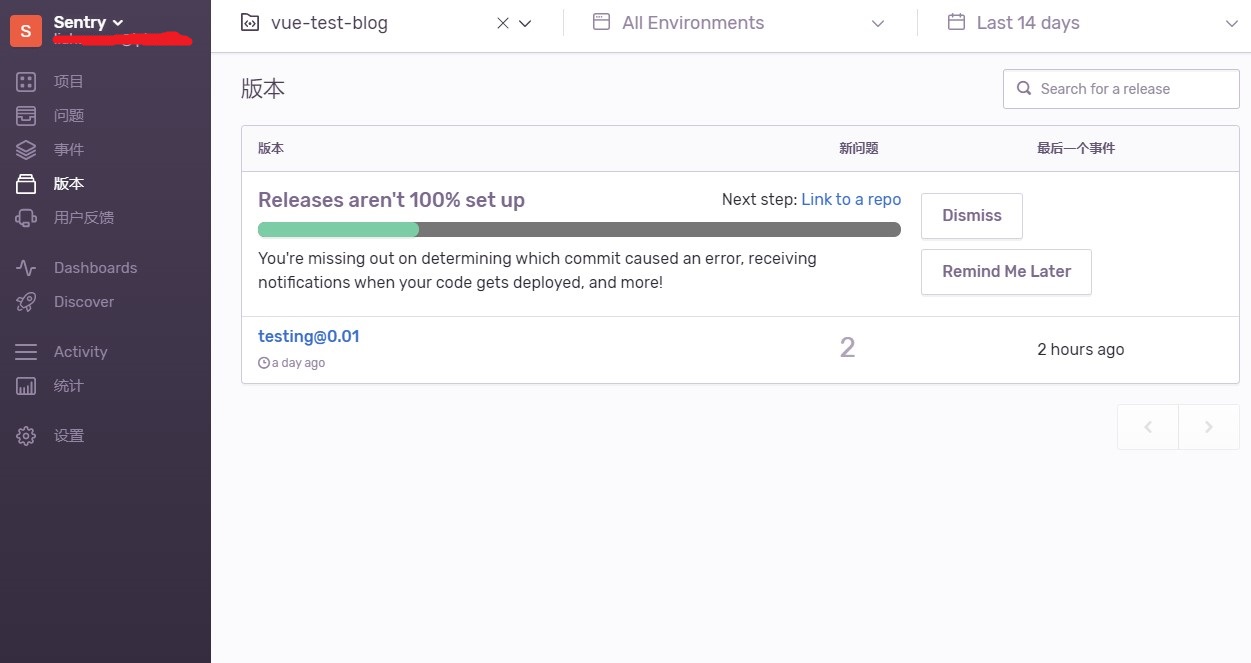 S
Sentry
项目
问题
事件
版本
用户反馈
Dashboards
Discover
Activity
统计
设置
vue-test-blog
All Environments
Last 14 days
版本
Search for a release
版本 新问题 最后一个事件
Releases aren't 100% set up
Next step: Link to a repo
You're missing out on determining which commit caused an error, receiving
notifications when your code gets deployed, and more!
Dismiss
Remind Me Later
testing@0.01
a day ago
2
2 hours ago